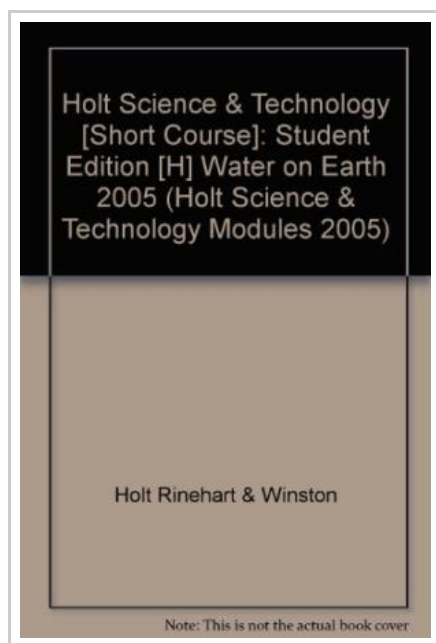 Holt Science & Technology
[Short Course]: Student
Edition [H] Water on Earth
2005 (Holt Science &
Technology Modules 2005)
Holt Rinehart & Winston
Note: This is not the actual book cover